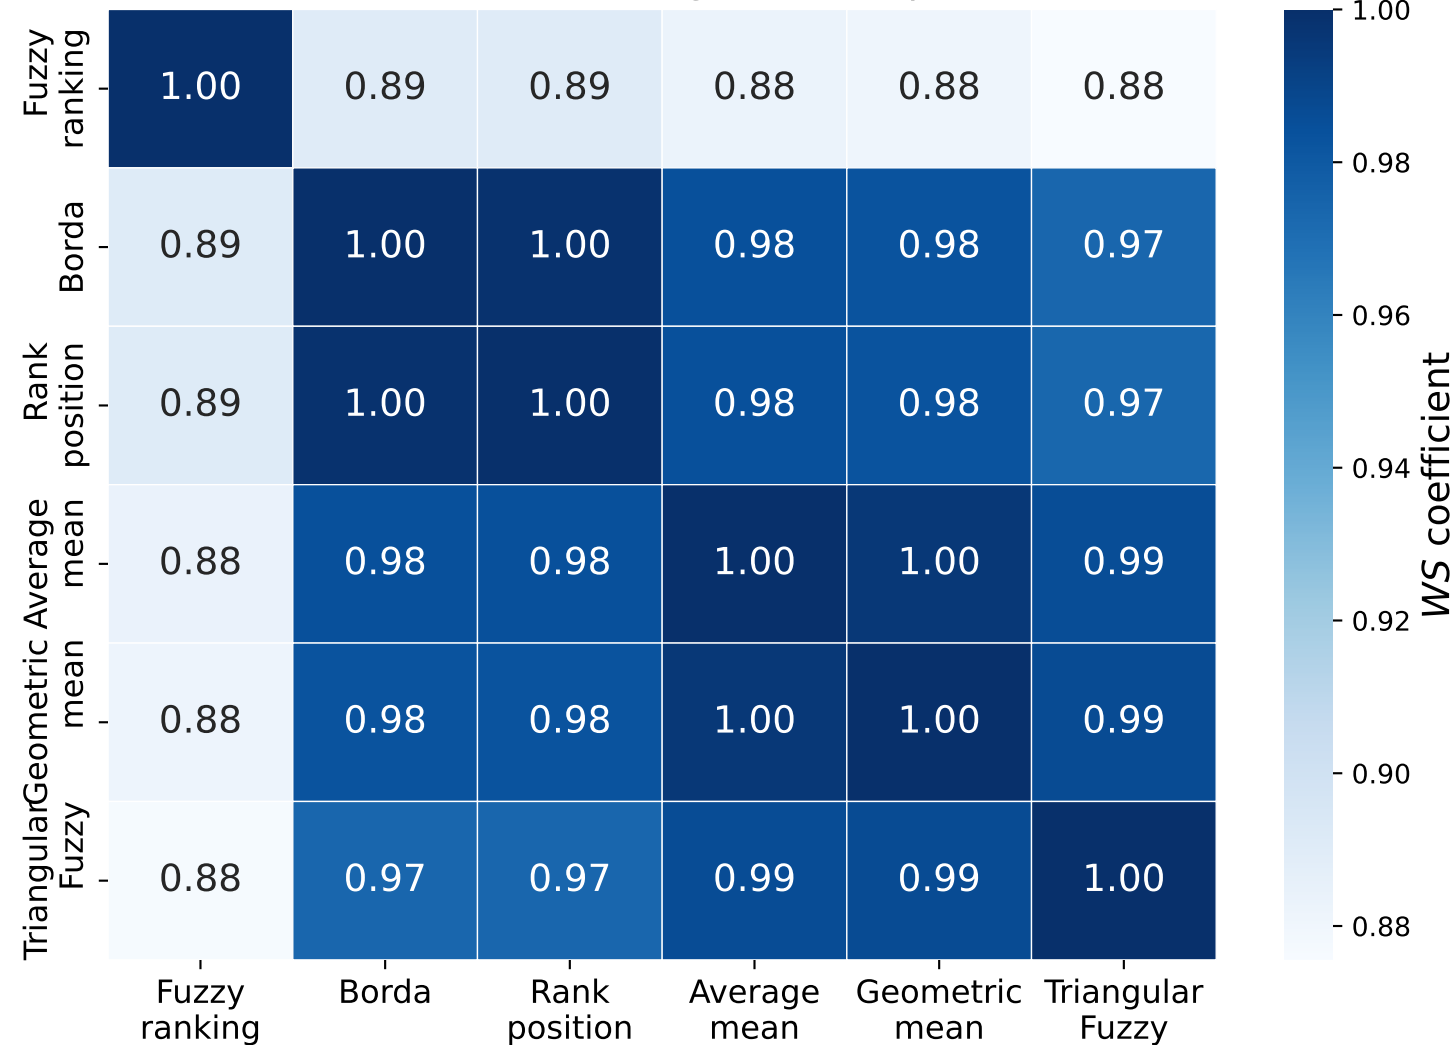 Fuzzy
ranking
1.00 0.89 0.89 0.88 0.88 0.88
Borda
0.89 1.00 1.00 0.98 0.98 0.97
Rank
position
0.89 1.00 1.00 0.98 0.98 0.97
Average
mean
0.88 0.98 0.98 1.00 1.00 0.99
Geometric
mean
0.88 0.98 0.98 1.00 1.00 0.99
Triangular
Fuzzy
0.88 0.97 0.97 0.99 0.99 1.00
Fuzzy
ranking
Borda
Rank
position
Average
mean
Geometric
mean
Triangular
Fuzzy
1.00
0.98
0.96
0.94
0.92
0.90
0.88
WS coefficient